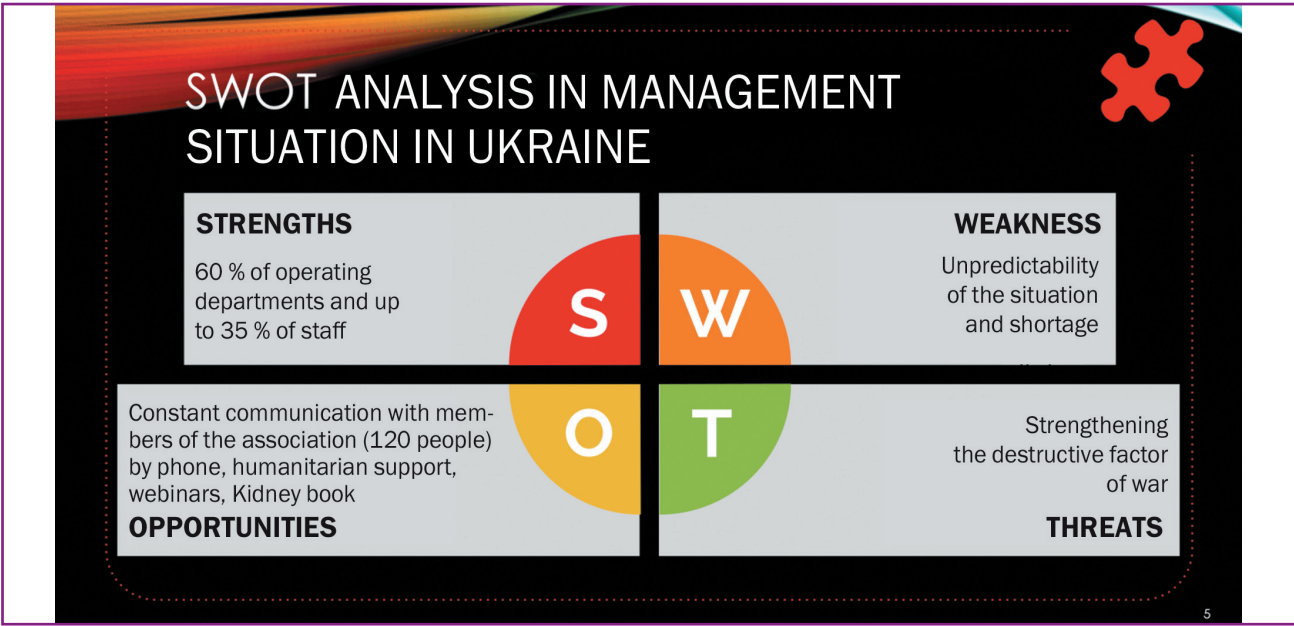 SWOT ANALYSIS IN MANAGEMENT
SITUATION IN UKRAINE
STRENGTHS
60 % of operating
departments and up
to 35 % of staff
S
W
WEAKNESS
Unpredictability
of the situation
and shortage
Constant communication with mem-
bers of the association (120 people)
by phone, humanitarian support,
webinars, Kidney book
OPPORTUNITIES
O
T
Strengthening
the destructive factor
of war
THREATS
5